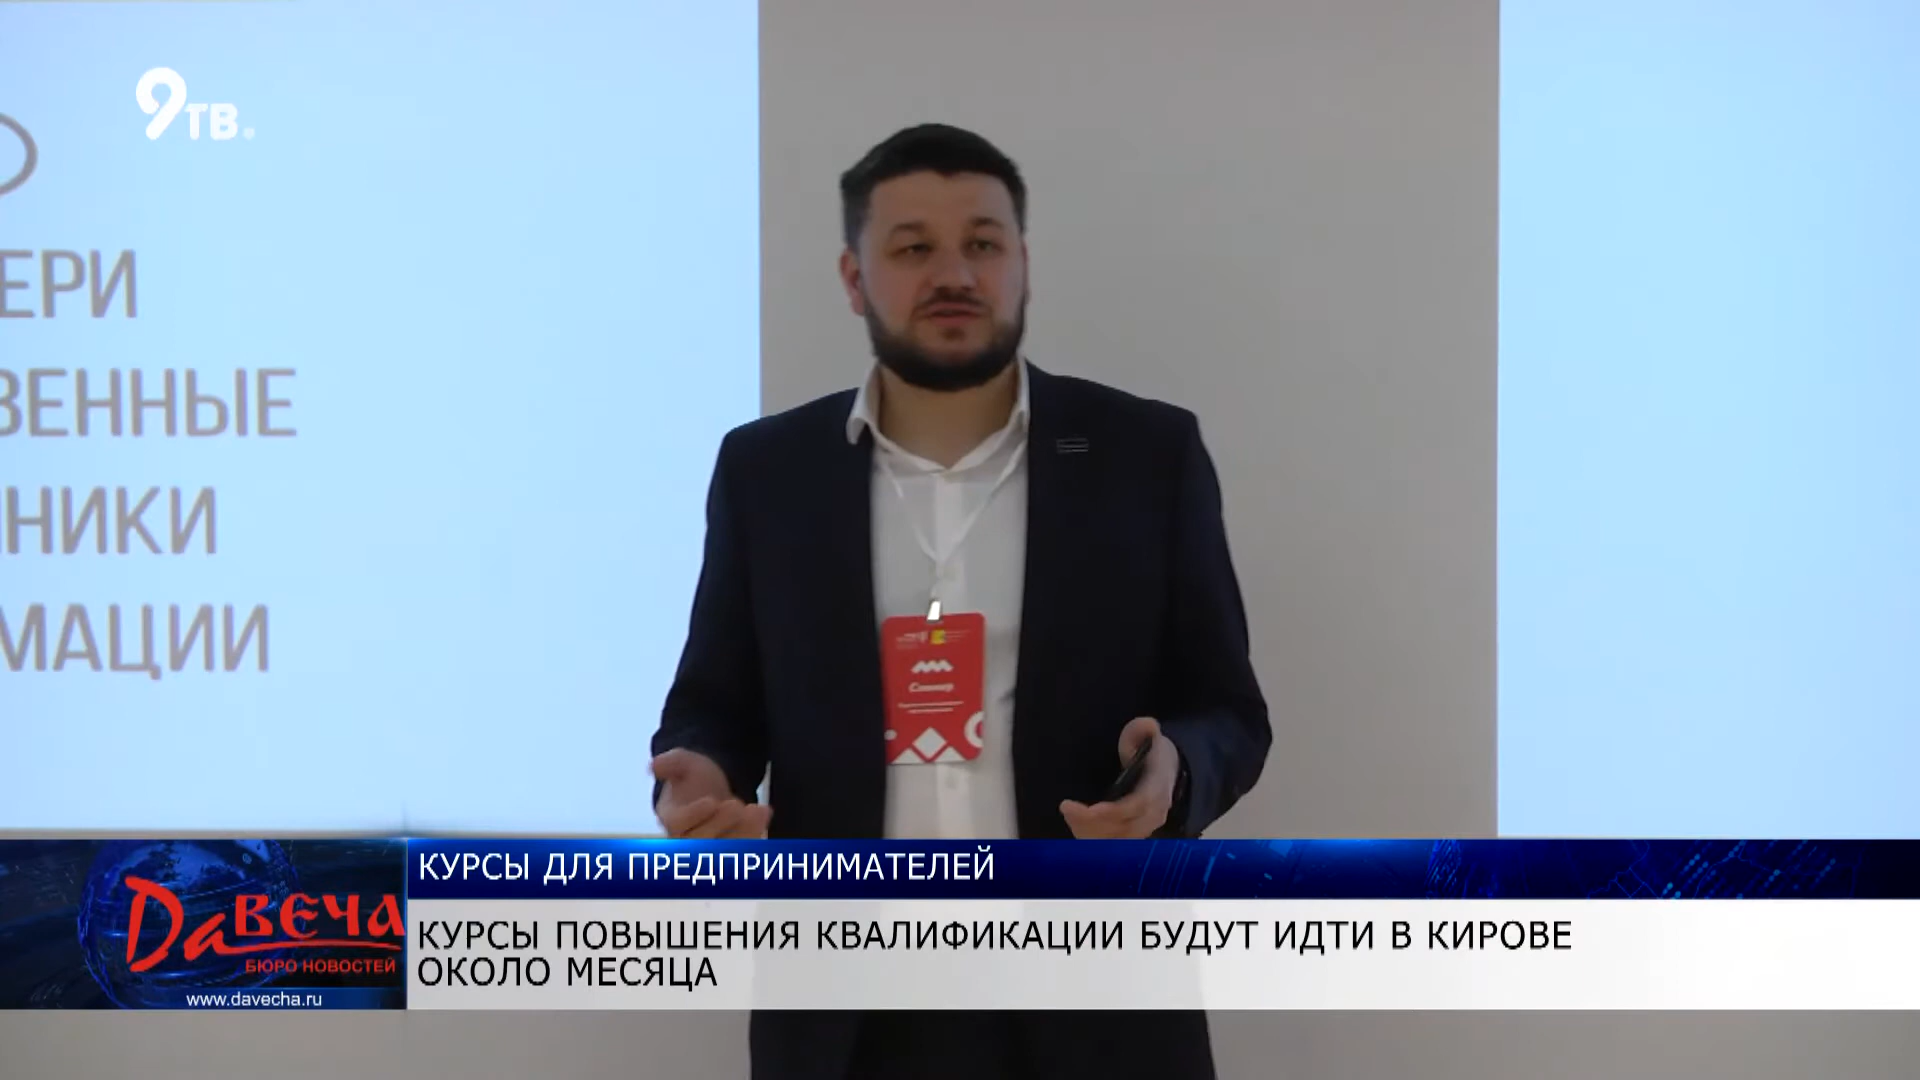 9ТВ.
ЕРИ
ВЕННЫЕ
НИКИ
МАЦИИ
Спикер
КУРСЫ ДЛЯ ПРЕДПРИНИМАТЕЛЕЙ
ДаВЕЧА
БЮРО НОВОСТЕЙ
www.davecha.ru
КУРСЫ ПОВЫШЕНИЯ КВАЛИФИКАЦИИ БУДУТ ИДТИ В КИРОВЕ
ОКОЛО МЕСЯЦА